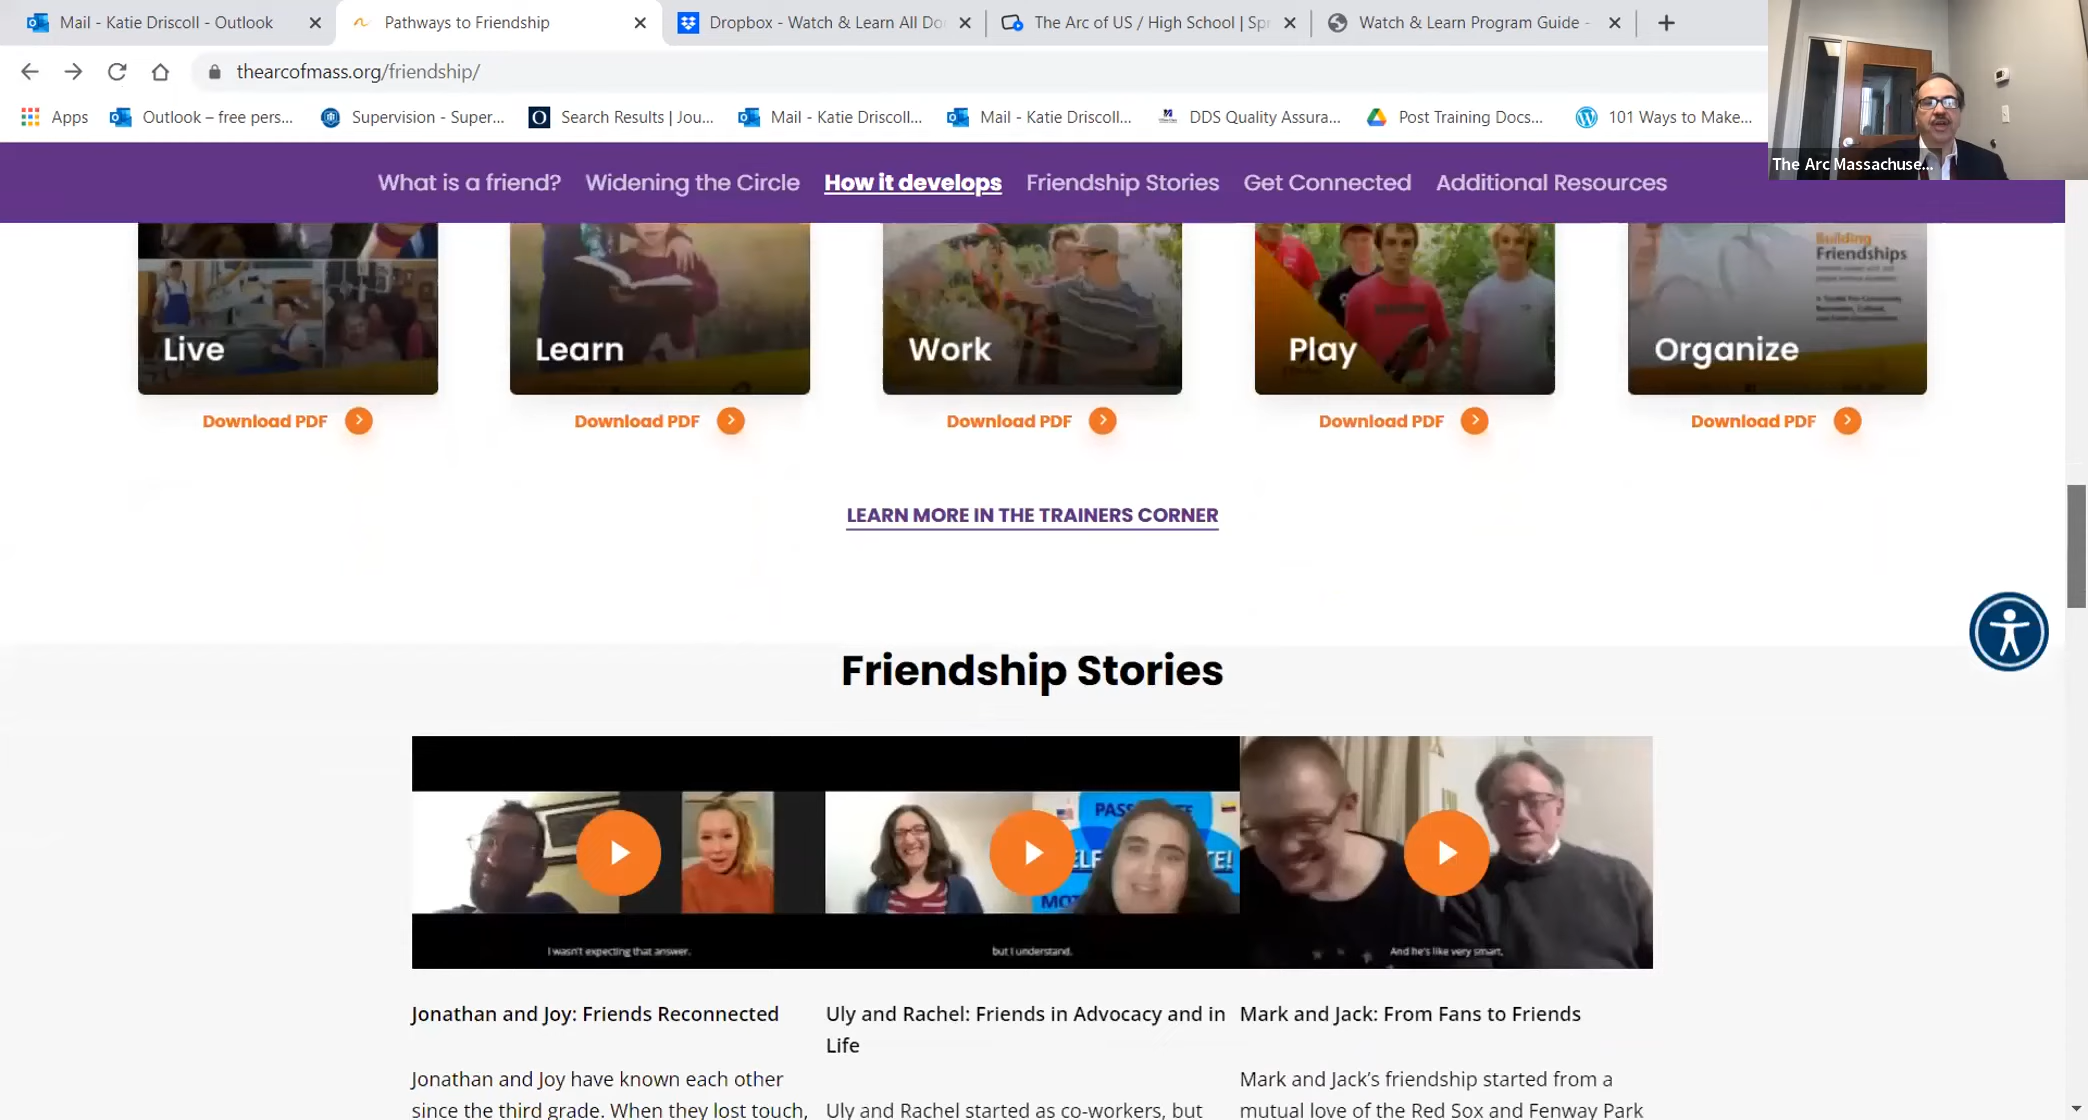 Mail - Katie Driscoll - Outlook
Pathways to Friendship
Dropbox - Watch & Learn All Do
The Arc of US / High School | Sp
Watch & Learn Program Guide -
thearcofmass.org/friendship/
Apps
Outlook – free pers...
Supervision - Super...
Search Results | Jou...
Mail - Katie Driscoll...
Mail - Katie Driscoll...
DDS Quality Assura...
Post Training Docs...
101 Ways to Make...
The Arc Massachuse...
What is a friend?
Widening the Circle
How it develops
Friendship Stories
Get Connected
Additional Resources
Building
Friendships
Live
Learn
Work
Play
Organize
Download PDF
Download PDF
Download PDF
Download PDF
Download PDF
LEARN MORE IN THE TRAINERS CORNER
Friendship Stories
I wasn't expecting that answer.
but I understand.
And he's like very smart,
Jonathan and Joy: Friends Reconnected
Uly and Rachel: Friends in Advocacy and in
Life
Mark and Jack: From Fans to Friends
Jonathan and Joy have known each other
since the third grade. When they lost touch,
Uly and Rachel started as co-workers, but
Mark and Jack's friendship started from a
mutual love of the Red Sox and Fenway Park